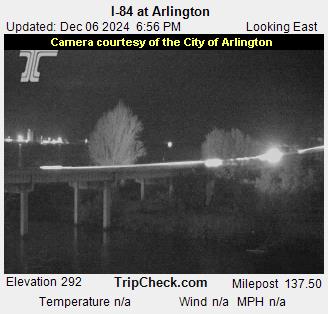 I-84 at Arlington
Updated: Dec 06 2024 6:56 PM Looking East
Camera courtesy of the City of Arlington
Elevation 292 TripCheck.com Milepost 137.50
Temperature n/a Wind n/a MPH n/a